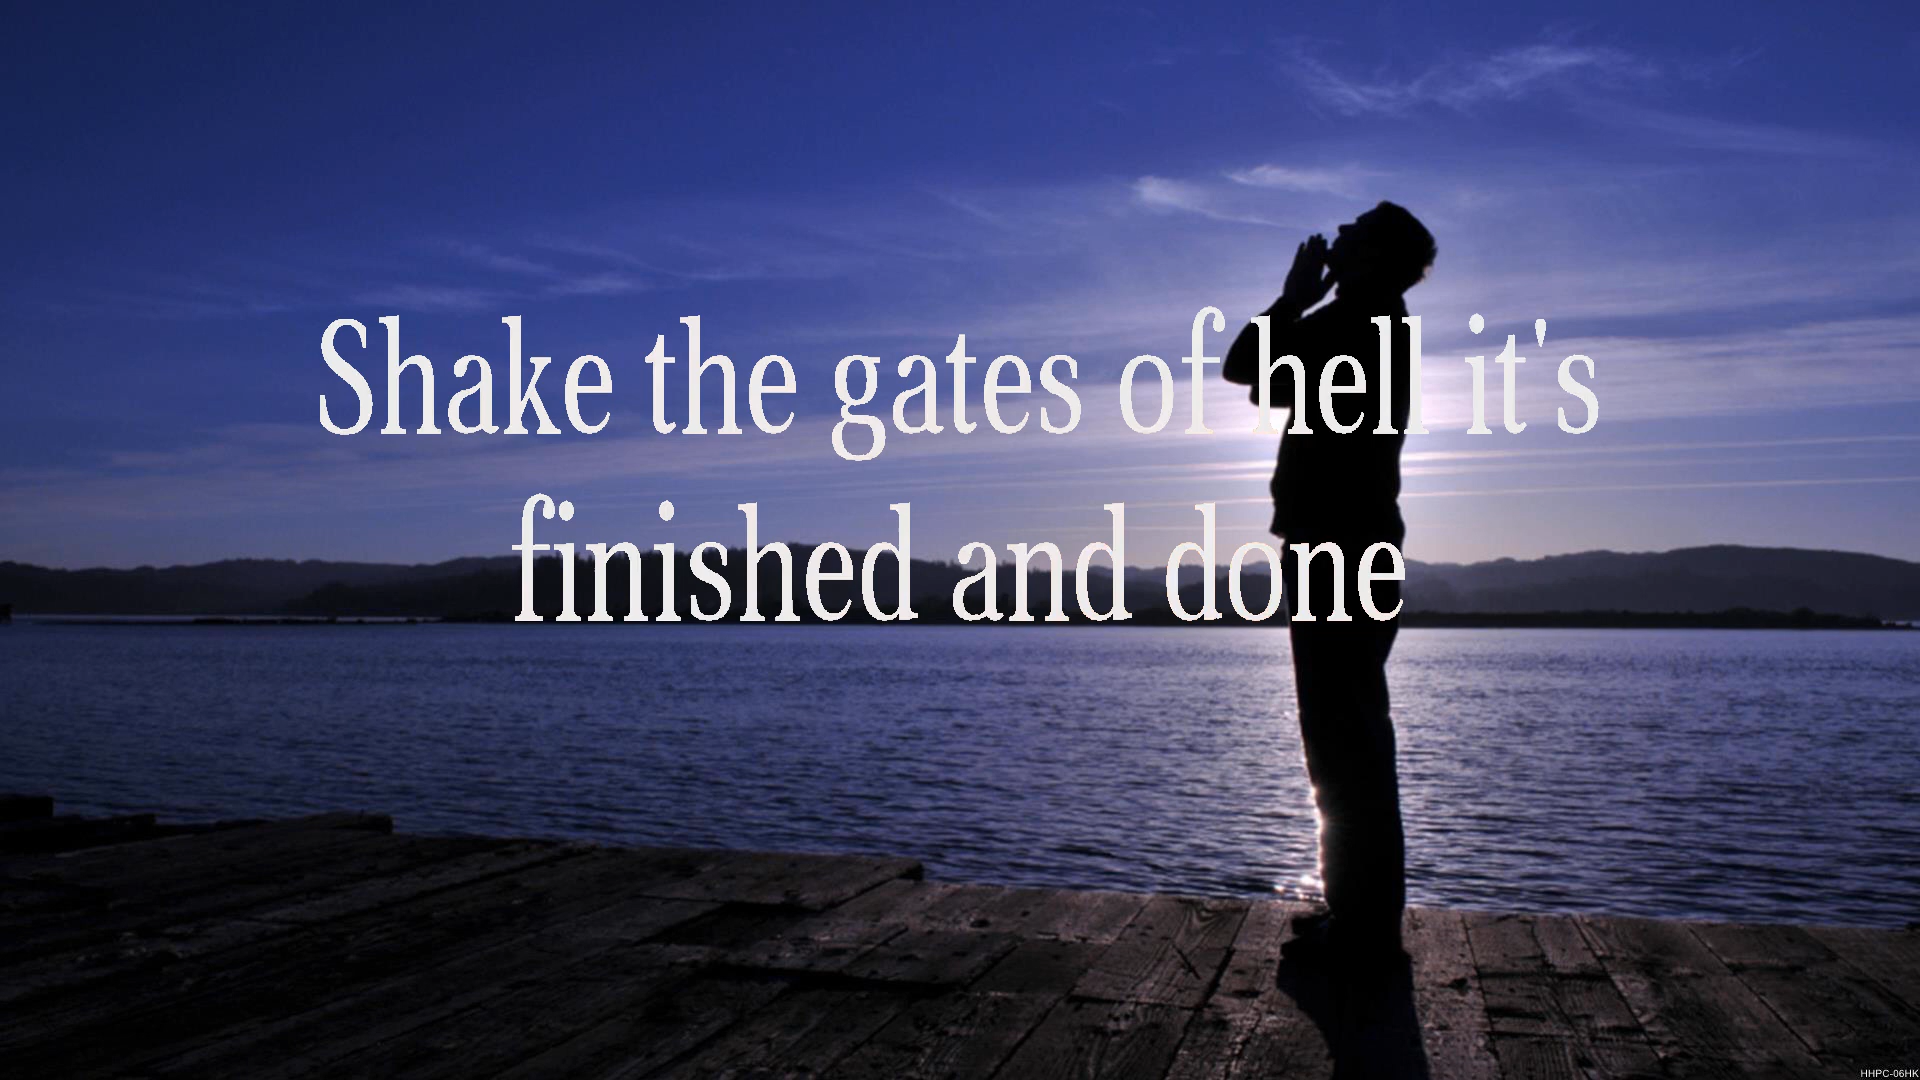 Shake the gates of hell it's
finished and done
HHPC-06HK